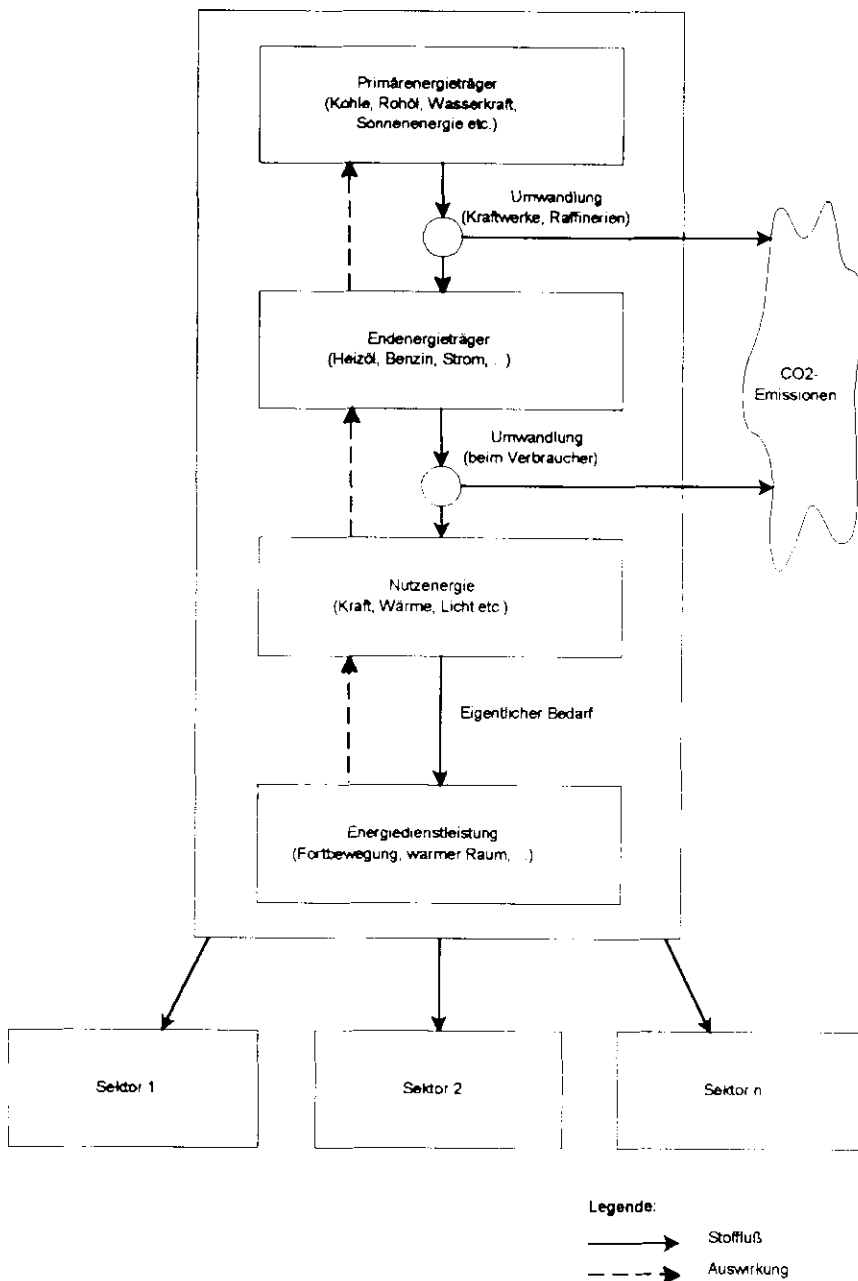 Primärenergieträger
(Kohle, Rohöl, Wasserkraft,
Sonnenenergie etc.)
Umwandlung
(Kraftwerke, Raffinerien)
Endenergieträger
(Heizöl, Benzin, Strom, ...)
CO2-
Emissionen
Umwandlung
(beim Verbraucher)
Nutzenergie
(Kraft, Wärme, Licht etc.)
Eigentlicher Bedarf
Energiedienstleistung
(Fortbewegung, warmer Raum, ...)
Sektor 1
Sektor 2
Sektor n
Legende:
Stofffluß
Auswirkung